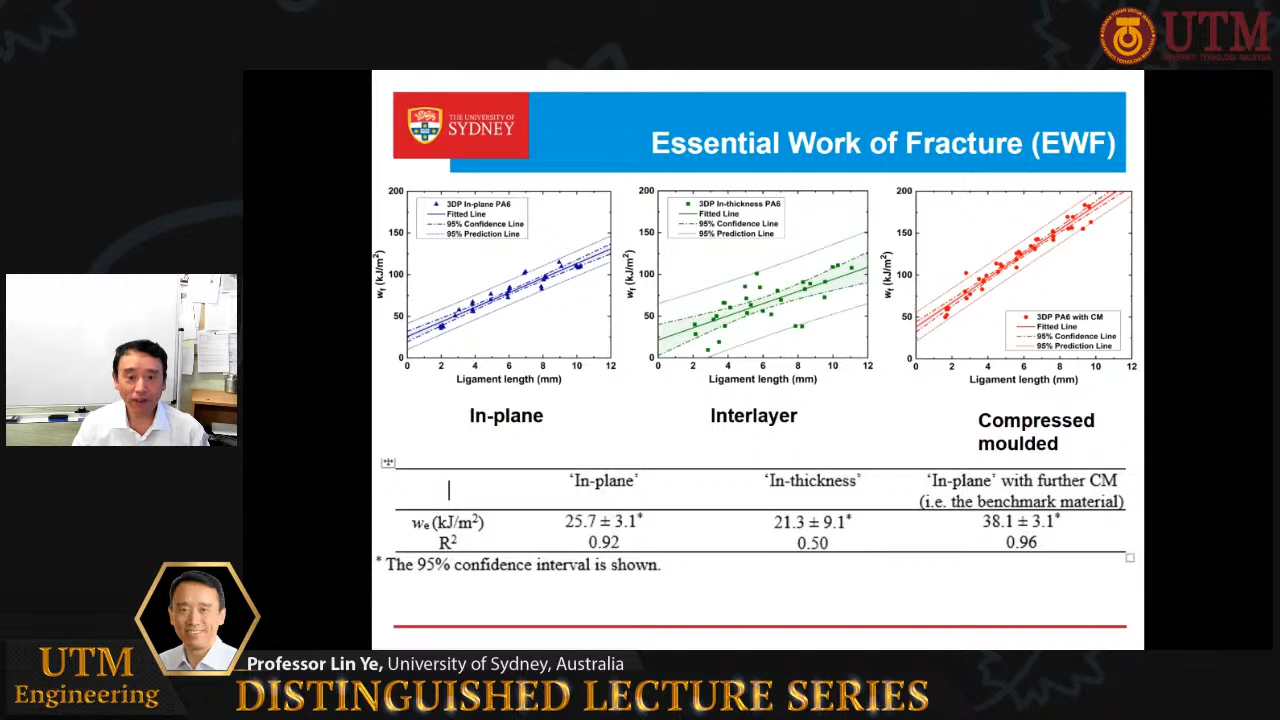 UTM
UNIVERSITI TEKNOLOGI MALAYSIA
THE UNIVERSITY OF
SYDNEY
Essential Work of Fracture (EWF)
200
150
100
50
0
wf (kJ/m²)
3DP In-plane PA6
Fitted Line
95% Confidence Line
95% Prediction Line
0 2 4 6 8 10 12
Ligament length (mm)
200
150
100
50
0
wf (kJ/m²)
3DP In-thickness PA6
Fitted Line
95% Confidence Line
95% Prediction Line
0 2 4 6 8 10 12
Ligament length (mm)
200
150
100
50
0
wf (kJ/m²)
3DP PA6 with CM
Fitted Line
95% Confidence Line
95% Prediction Line
0 2 4 6 8 10 12
Ligament length (mm)
In-plane
Interlayer
Compressed
moulded
‘In-plane’ ‘In-thickness’ ‘In-Plane’ with further CM
(i.e. the benchmark material)
we (kJ/m²) 25.7 ± 3.1* 21.3 ± 9.1* 38.1 ± 3.1*
R² 0.92 0.50 0.96
* The 95% confidence interval is shown.
UTM
Engineering
Professor Lin Ye, University of Sydney, Australia
DISTINGUISHED LECTURE SERIES